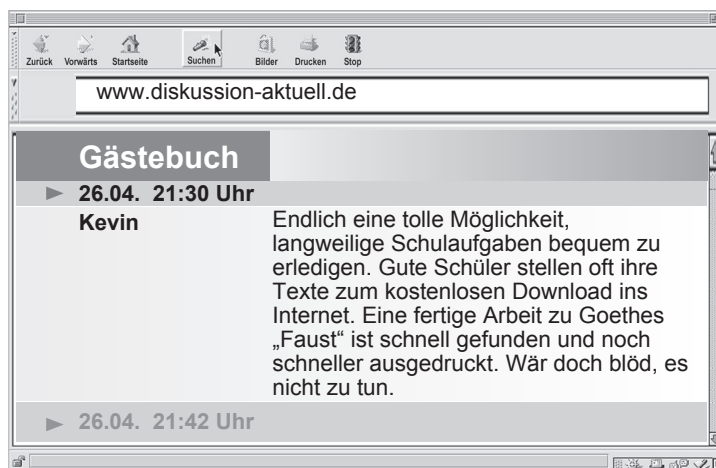 Zurück Vorwärts Startseite Suchen Bilder Drucken Stop
www.diskussion-aktuell.de
Gästebuch
26.04. 21:30 Uhr
Kevin
Endlich eine tolle Möglichkeit,
langweilige Schulaufgaben bequem zu
erledigen. Gute Schüler stellen oft ihre
Texte zum kostenlosen Download ins
Internet. Eine fertige Arbeit zu Goethes
„Faust“ ist schnell gefunden und noch
schneller ausgedruckt. Wär doch blöd, es
nicht zu tun.
26.04. 21:42 Uhr